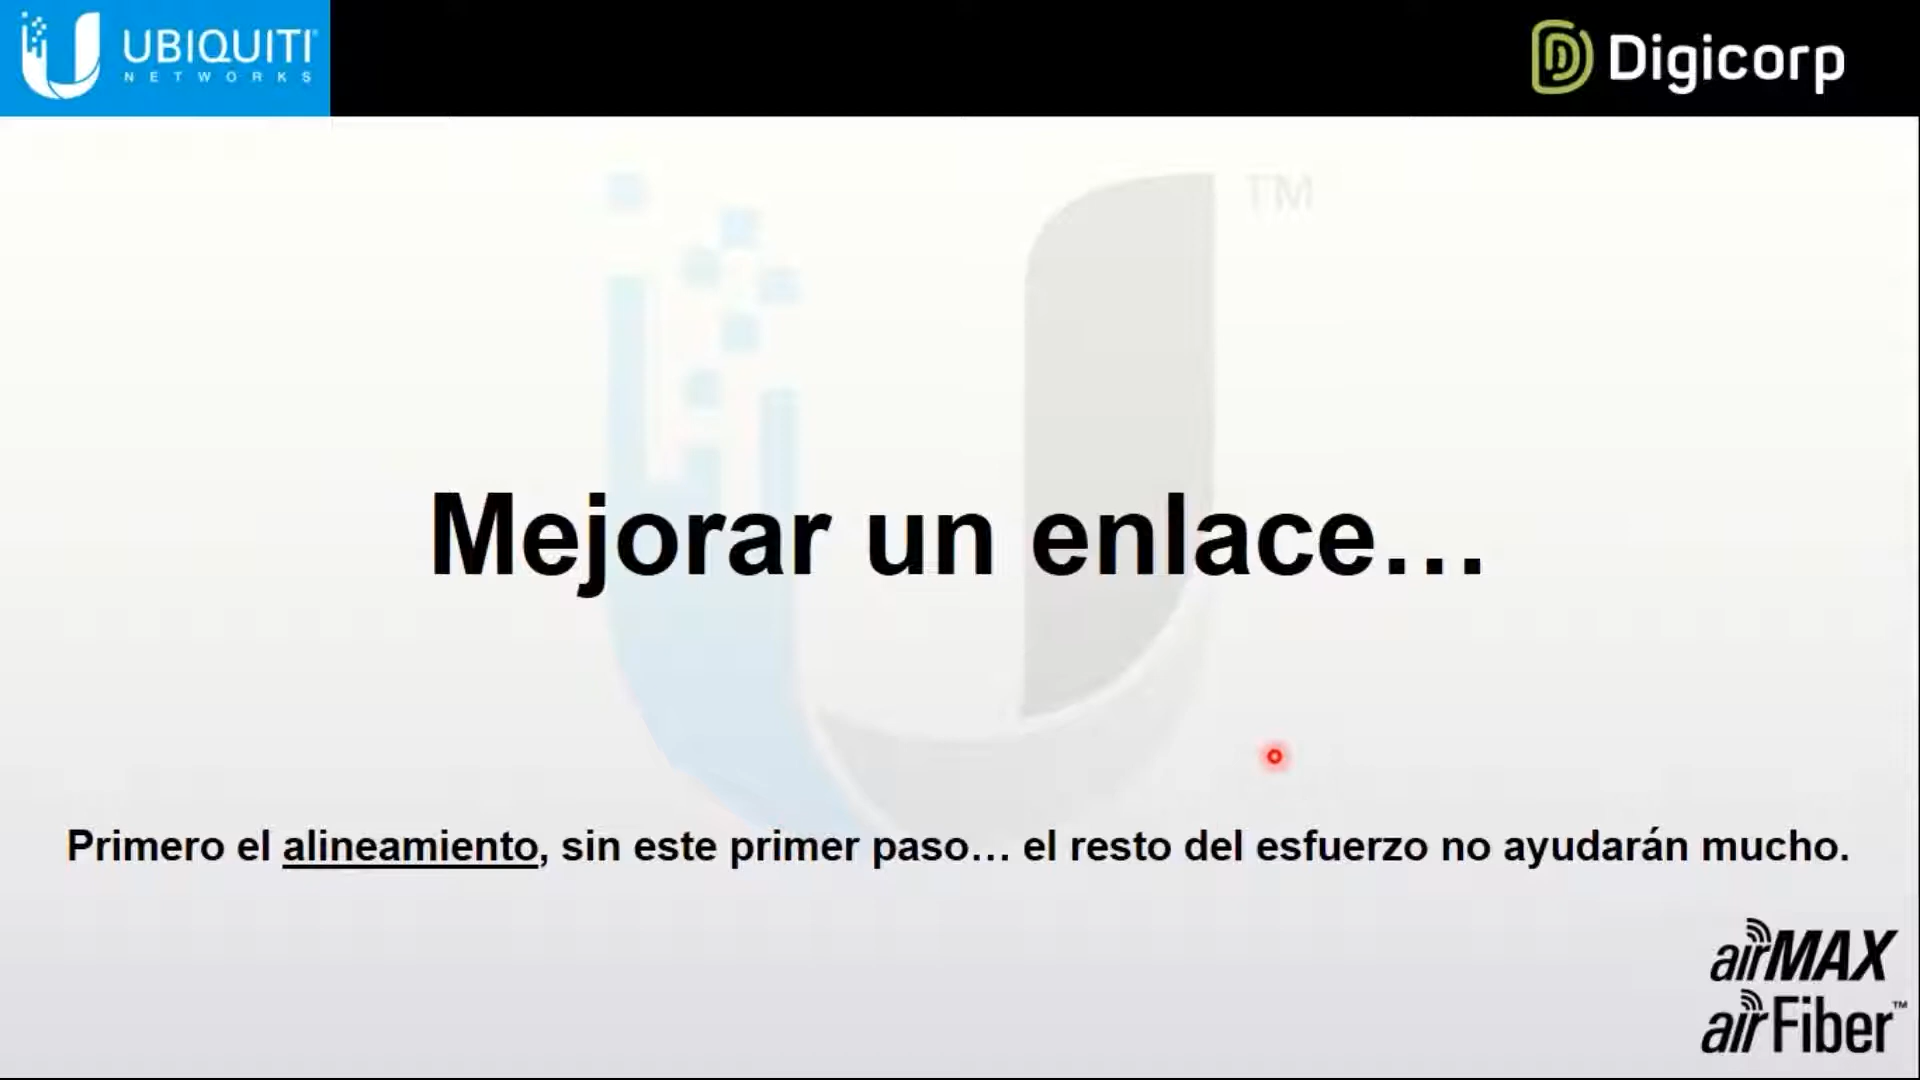 UBIQUITI
NETWORKS
Digicorp
TM
Mejorar un enlace...
Primero el alineamiento, sin este primer paso... el resto del esfuerzo no ayudarán mucho.
airMAX
airFiber™